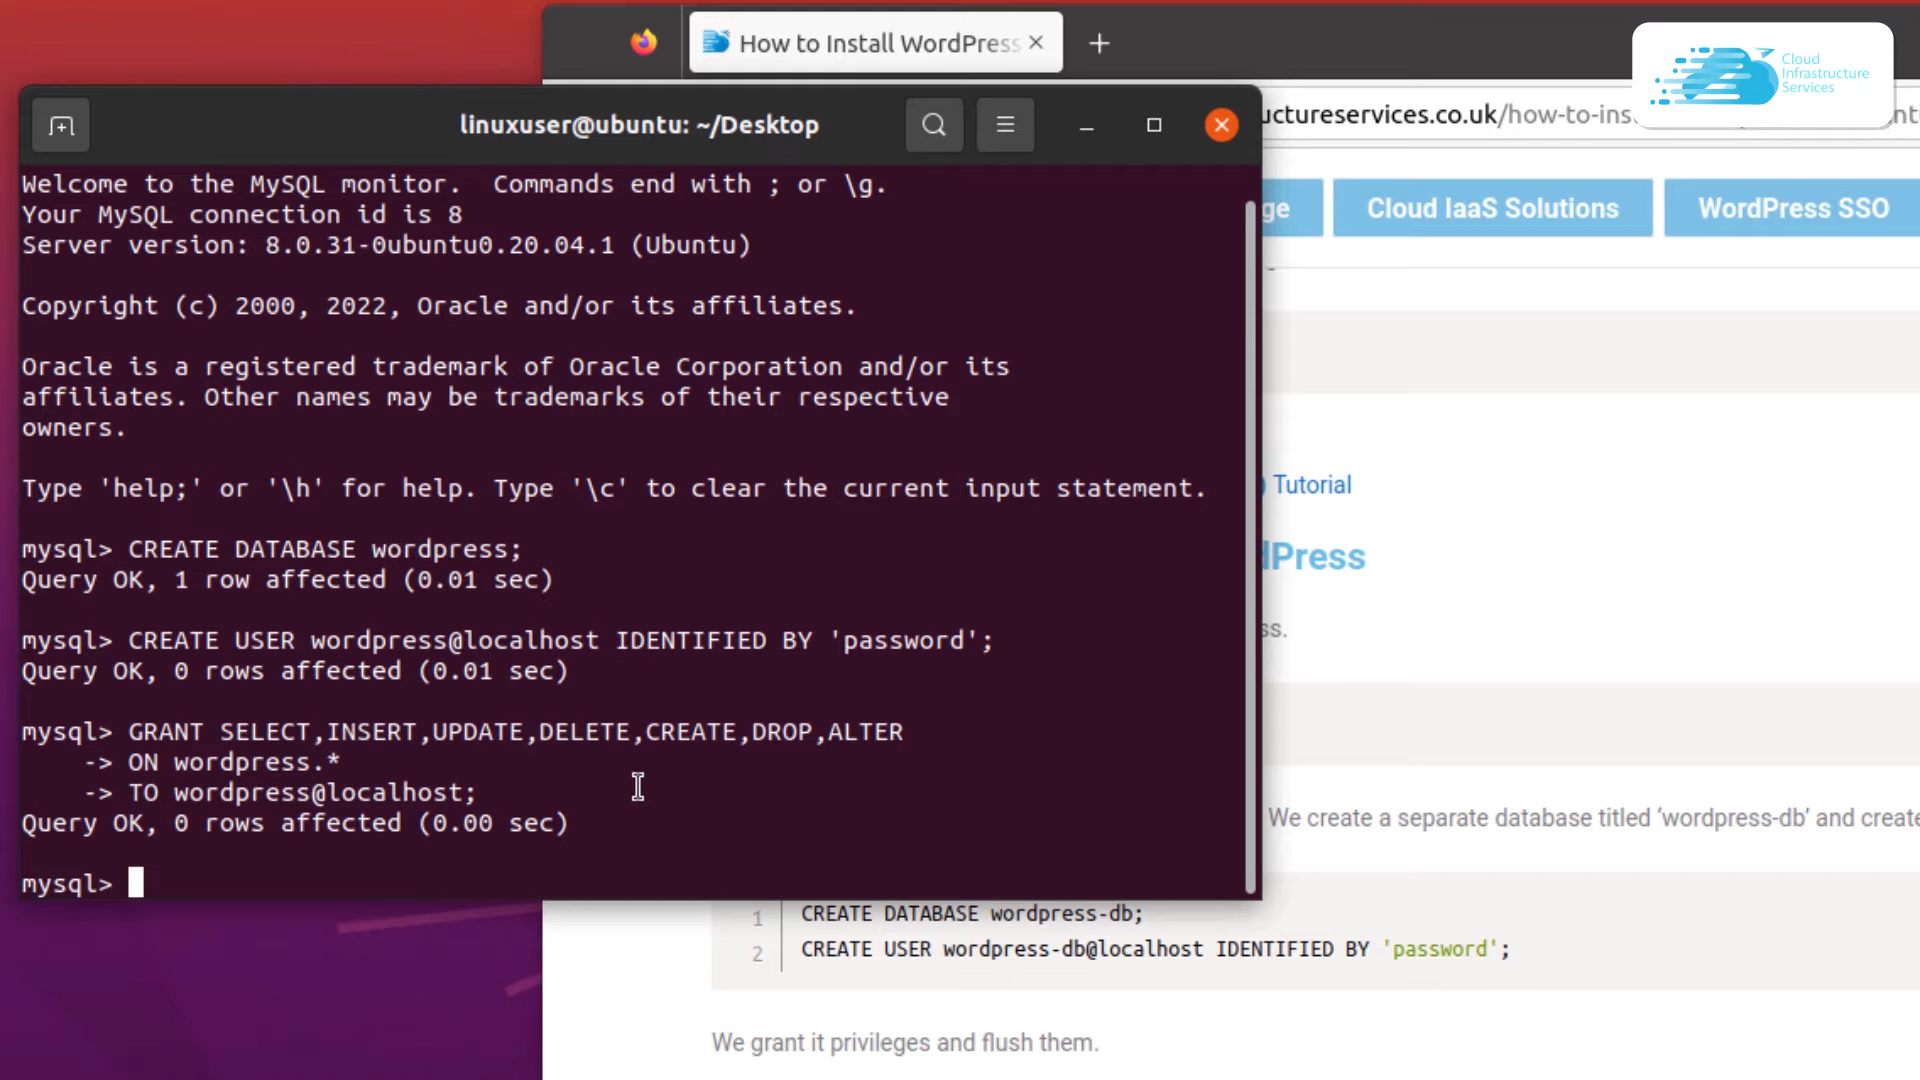 How to Install WordPress
Cloud
Infrastructure
Services
linuxuser@ubuntu: ~/Desktop
uctureservices.co.uk/how-to-ins
ge
Cloud IaaS Solutions
WordPress SSO
Welcome to the MySQL monitor.  Commands end with ; or \g.
Your MySQL connection id is 8
Server version: 8.0.31-0ubuntu0.20.04.1 (Ubuntu)
Copyright (c) 2000, 2022, Oracle and/or its affiliates.
Oracle is a registered trademark of Oracle Corporation and/or its
affiliates. Other names may be trademarks of their respective
owners.
Type 'help;' or '\h' for help. Type '\c' to clear the current input statement.
mysql> CREATE DATABASE wordpress;
Query OK, 1 row affected (0.01 sec)
mysql> CREATE USER wordpress@localhost IDENTIFIED BY 'password';
Query OK, 0 rows affected (0.01 sec)
mysql> GRANT SELECT,INSERT,UPDATE,DELETE,CREATE,DROP,ALTER
-> ON wordpress.*
-> TO wordpress@localhost;
Query OK, 0 rows affected (0.00 sec)
mysql>
) Tutorial
dPress
ss.
We create a separate database titled ‘wordpress-db’ and create
1 CREATE DATABASE wordpress-db;
2 CREATE USER wordpress-db@localhost IDENTIFIED BY 'password';
We grant it privileges and flush them.